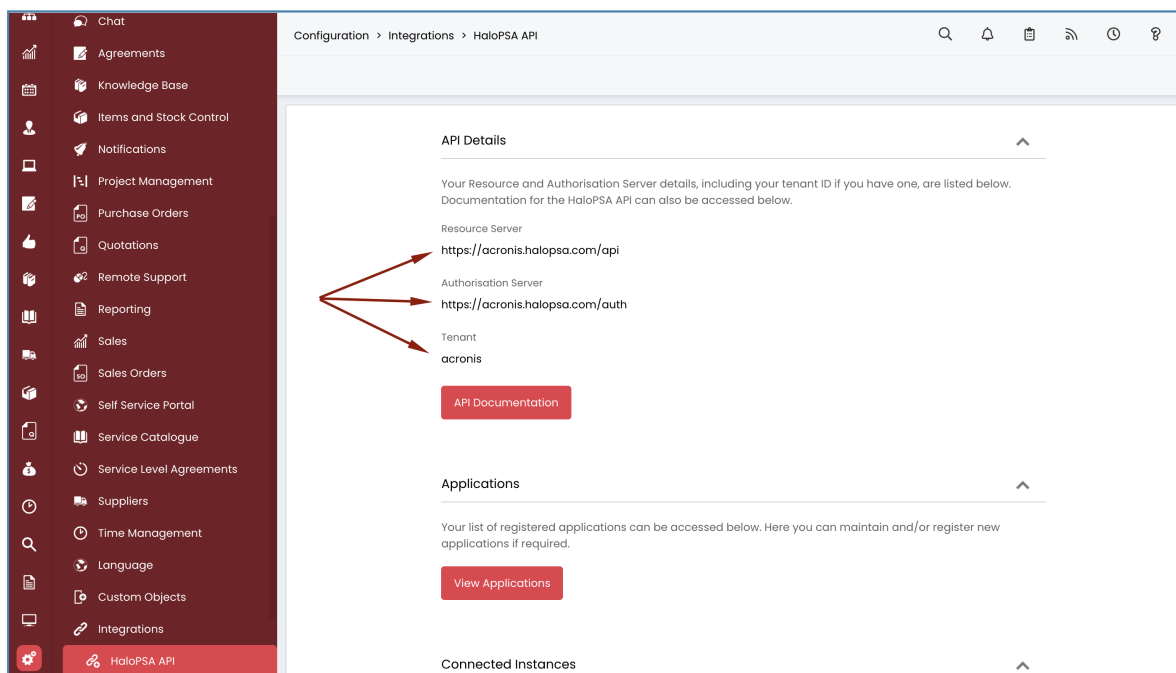 Chat
Agreements
Knowledge Base
Items and Stock Control
Notifications
Project Management
Purchase Orders
Quotations
Remote Support
Reporting
Sales
Sales Orders
Self Service Portal
Service Catalogue
Service Level Agreements
Suppliers
Time Management
Language
Custom Objects
Integrations
HaloPSA API
Configuration > Integrations > HaloPSA API
API Details
Your Resource and Authorisation Server details, including your tenant ID if you have one, are listed below.
Documentation for the HaloPSA API can also be accessed below.
Resource Server
https://acronis.halopsa.com/api
Authorisation Server
https://acronis.halopsa.com/auth
Tenant
acronis
API Documentation
Applications
Your list of registered applications can be accessed below. Here you can maintain and/or register new
applications if required.
View Applications
Connected Instances